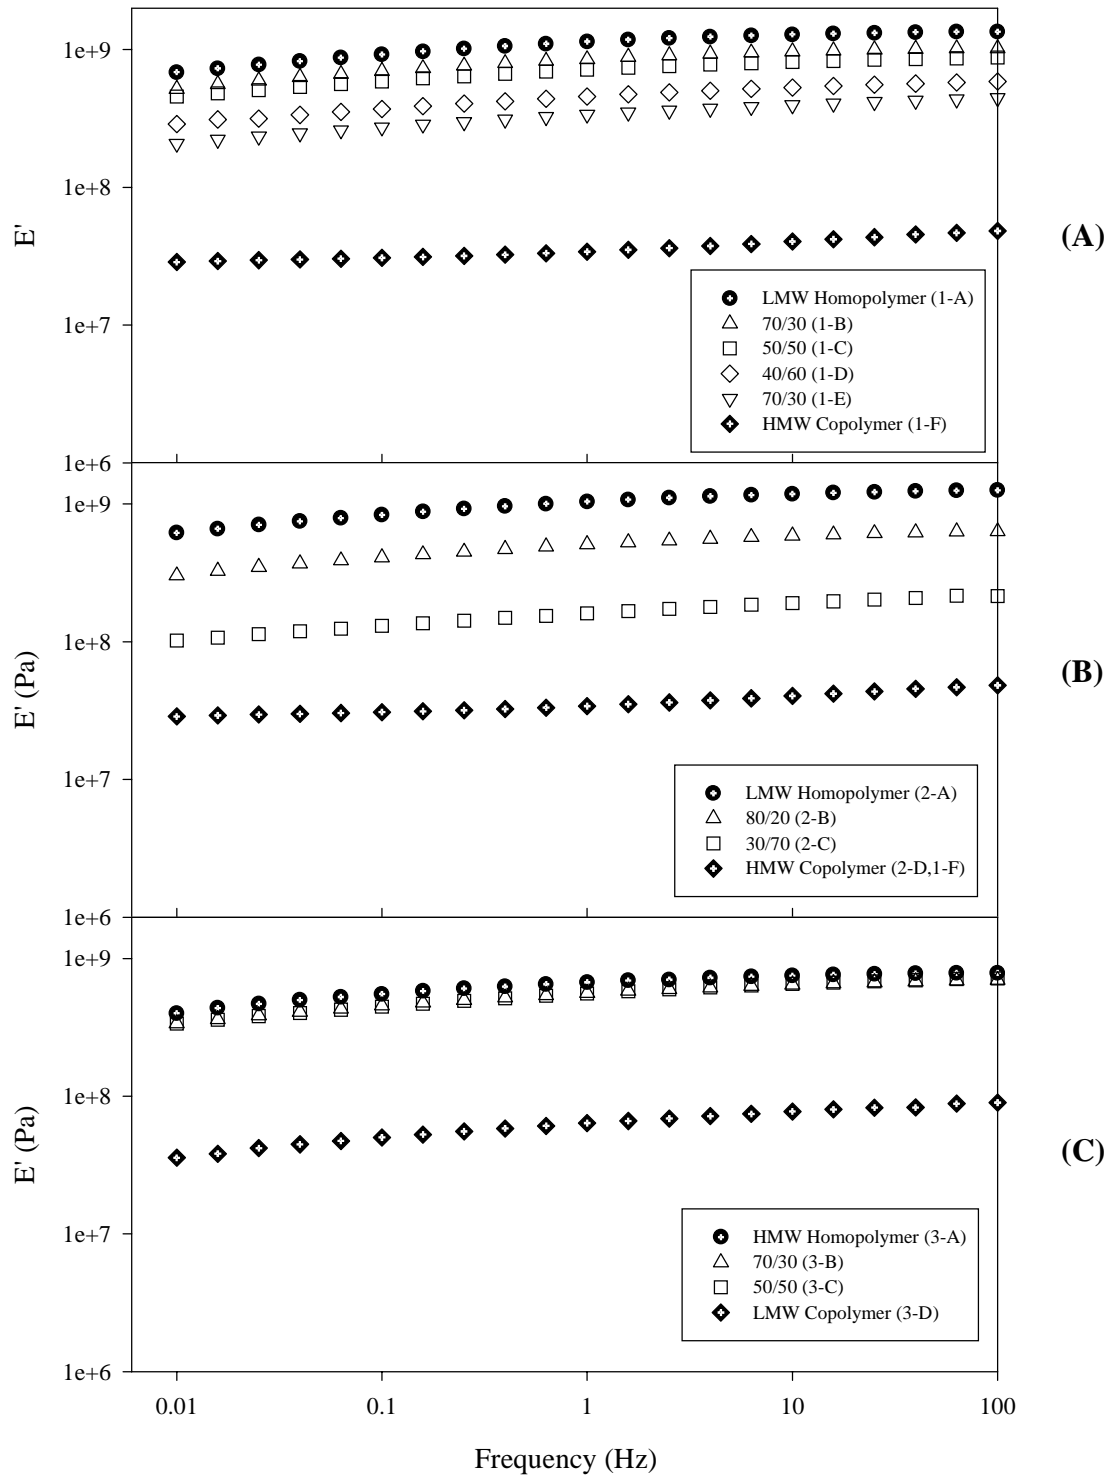 1e+9
1e+8
E'
(A)
1e+7
LMW Homopolymer (1-A)
70/30 (1-B)
50/50 (1-C)
40/60 (1-D)
70/30 (1-E)
HMW Copolymer (1-F)
1e+6
1e+9
1e+8
E' (Pa)
(B)
1e+7
LMW Homopolymer (2-A)
80/20 (2-B)
30/70 (2-C)
HMW Copolymer (2-D,1-F)
1e+6
1e+9
1e+8
E' (Pa)
(C)
1e+7
HMW Homopolymer (3-A)
70/30 (3-B)
50/50 (3-C)
LMW Copolymer (3-D)
1e+6
0.01 0.1 1 10 100
Frequency (Hz)